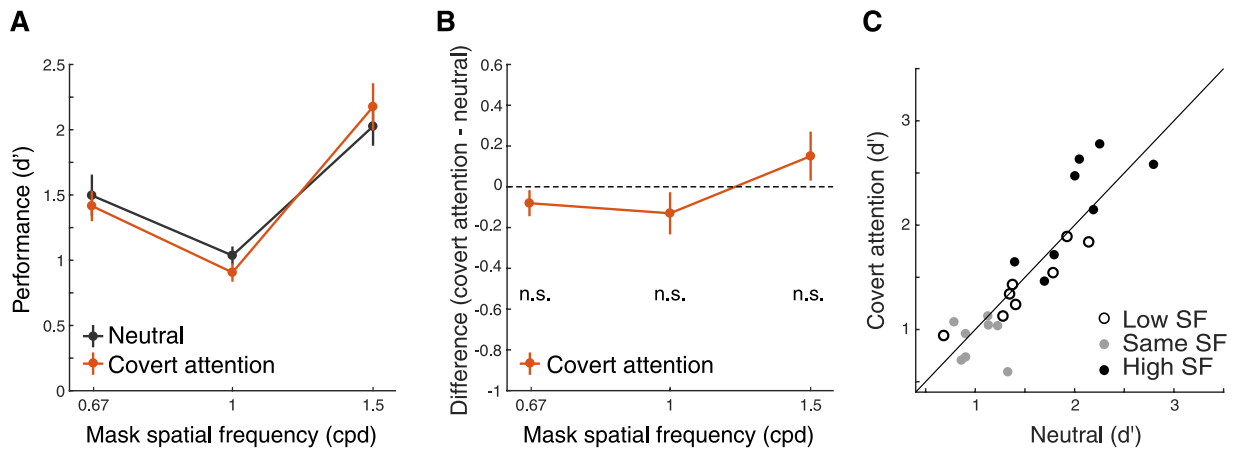 A
2.5
2
1.5
1
0.5
0
Performance (d')
Neutral
Covert attention
0.67
1
1.5
Mask spatial frequency (cpd)
B
0.6
0.4
0.2
0
-0.2
-0.4
-0.6
-0.8
-1
Difference (covert attention - neutral)
n.s.
n.s.
n.s.
Covert attention
0.67
1
1.5
Mask spatial frequency (cpd)
C
3
2
1
Covert attention (d')
Low SF
Same SF
High SF
1
2
3
Neutral (d')